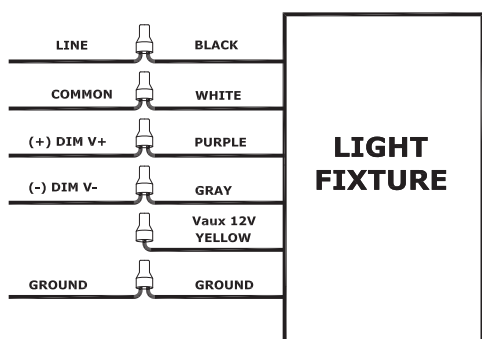 LINE BLACK
COMMON WHITE
(+) DIM V+ PURPLE
(-) DIM V- GRAY
Vaux 12V
YELLOW
GROUND GROUND
LIGHT
FIXTURE